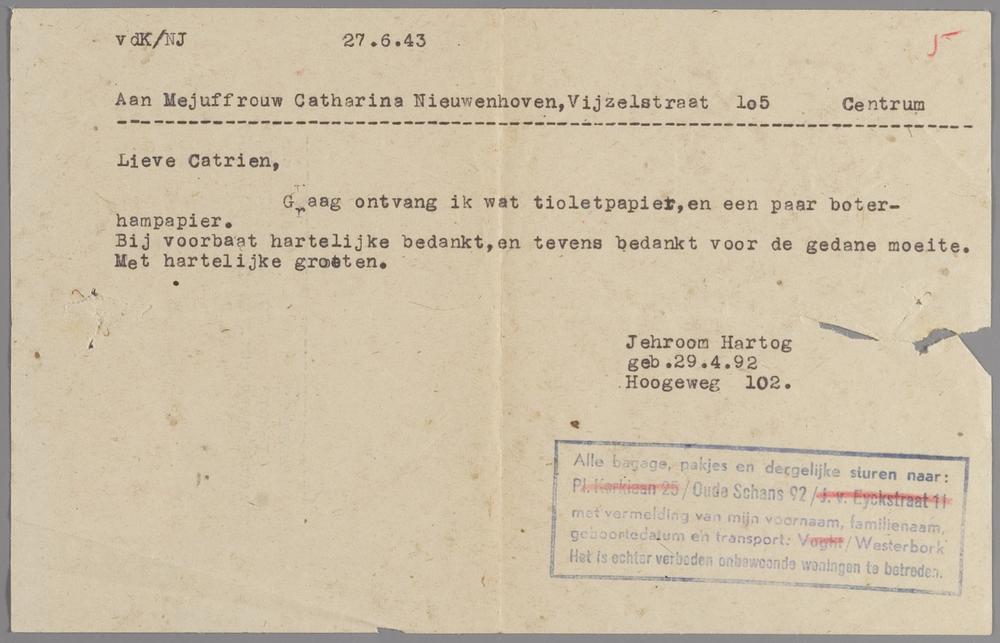 vdK/NJ 27.6.43 5
Aan Mejuffrouw Catharina Nieuwenhoven,Vijzelstraat 1o5 Centrum
Lieve Catrien,
Graag ontvang ik wat tioletpapier,en een paar boter-
hampapier.
Bij voorbaat hartelijke bedankt,en tevens bedankt voor de gedane moeite.
Met hartelijke groeten.
Jehroom Hartog
geb.29.4.92
Hoogeweg 102.
Alle bagage, pakjes en dergelijke sturen naar:
Pl. Kerklaan 25 / Oude Schans 92 / J. v. Eyckstraat 11
met vermelding van mijn voornaam, familienaam,
geboortedatum en transport: Vught / Westerbork
Het is echter verboden onbewoonde woningen te betreden.